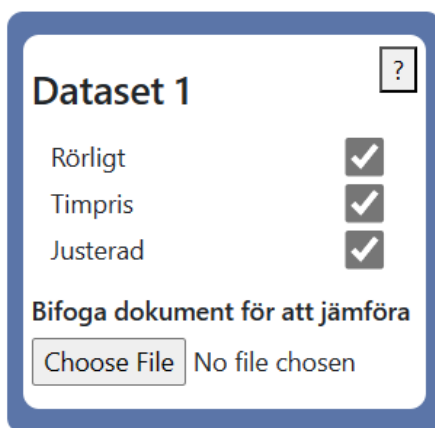 ?
Dataset 1
Rörligt
Timpris
Justerad
Bifoga dokument för att jämföra
Choose File No file chosen